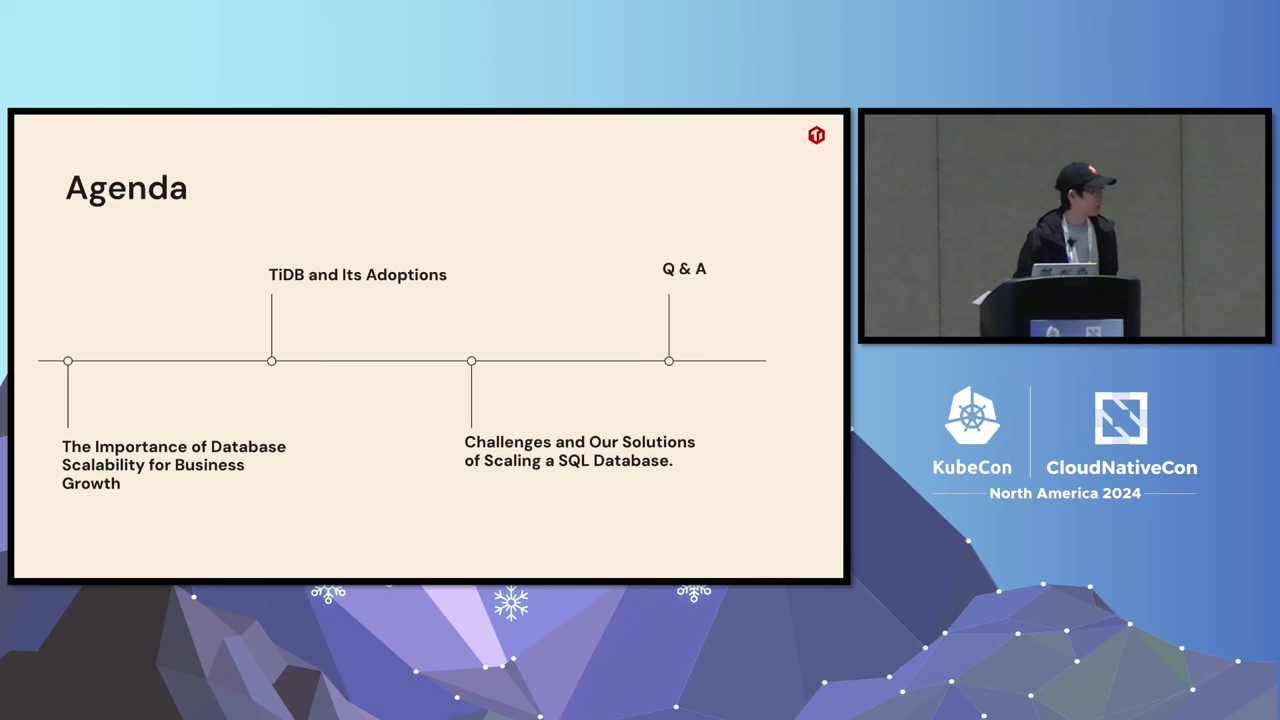 Agenda
TiDB and Its Adoptions
Q & A
The Importance of Database
Scalability for Business
Growth
Challenges and Our Solutions
of Scaling a SQL Database.
KubeCon
CloudNativeCon
North America 2024